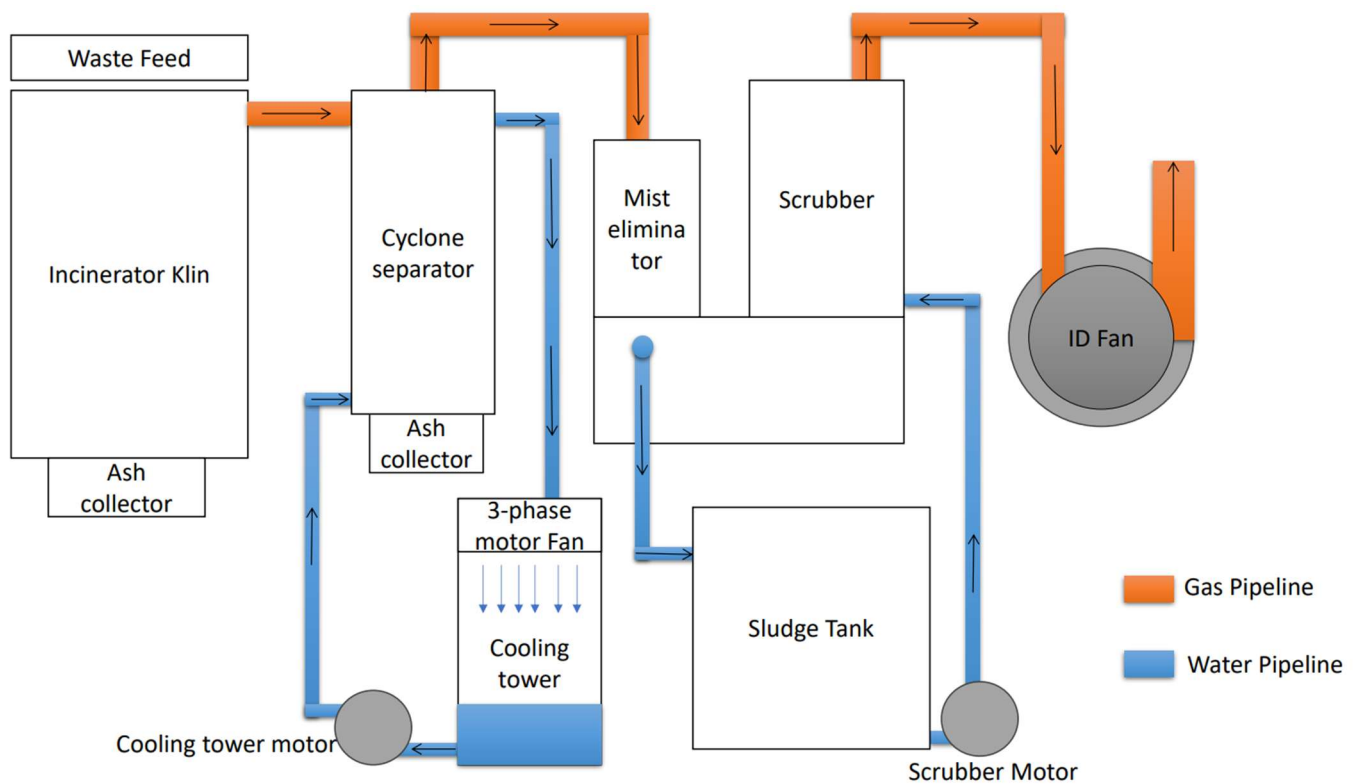 Waste Feed
Incinerator Klin
Ash
collector
Cyclone
separator
Ash
collector
Mist
elimina
tor
Scrubber
ID Fan
3-phase
motor Fan
Cooling
tower
Cooling tower motor
Sludge Tank
Scrubber Motor
Gas Pipeline
Water Pipeline